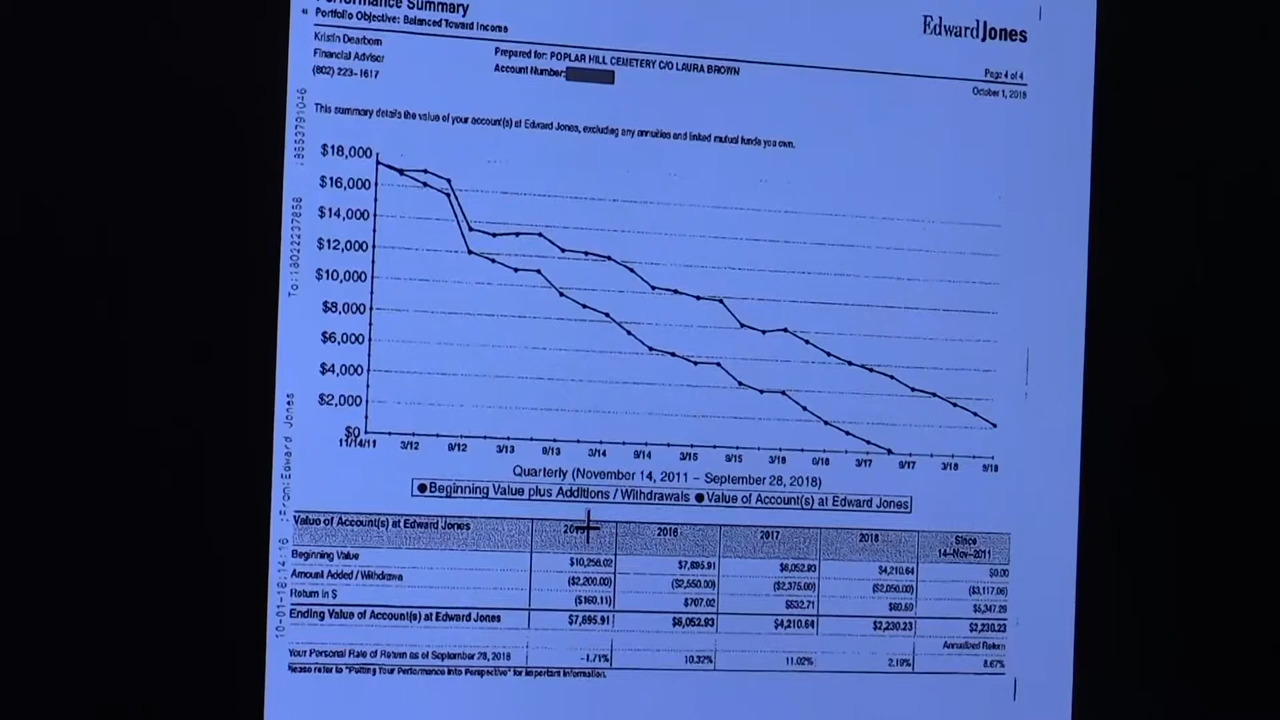 Performance Summary
Portfolio Objective: Balanced Toward Income
EdwardJones
Kristin Dearborn
Financial Advisor
(802) 223-1617
Prepared for: POPLAR HILL CEMETERY C/O LAURA BROWN
Account Number:
Page 4 of 4
October 1, 2018
This summary details the value of your account(s) at Edward Jones, excluding any annuities and linked mutual funds you own.
$18,000
$16,000
$14,000
$12,000
$10,000
$8,000
$6,000
$4,000
$2,000
$0
11/14/11 3/12 9/12 3/13 9/13 3/14 9/14 3/15 9/15 3/16 9/16 3/17 9/17 3/18 9/18
Quarterly (November 14, 2011 – September 28, 2018)
Beginning Value plus Additions / Withdrawals Value of Account(s) at Edward Jones
Value of Account(s) at Edward Jones 2015 2016 2017 2018 Since 14-Nov-2011
Beginning Value $10,256.02 $7,895.91 $6,052.93 $4,210.64 $0.00
Amount Added / Withdrawn ($2,200.00) ($2,550.00) ($2,375.00) ($2,050.00) ($3,117.06)
Return in $ ($160.11) $707.02 $532.71 $69.59 $5,347.29
Ending Value of Account(s) at Edward Jones $7,895.91 $6,052.93 $4,210.64 $2,230.23 $2,230.23
Annualized Return
Your Personal Rate of Return as of September 28, 2018 -1.71% 10.32% 11.02% 2.19% 8.67%
Please refer to "Putting Your Performance Into Perspective" for important information.
10-01-18;14:16 ;From:Edward Jones To:18022237858 ;8553791046